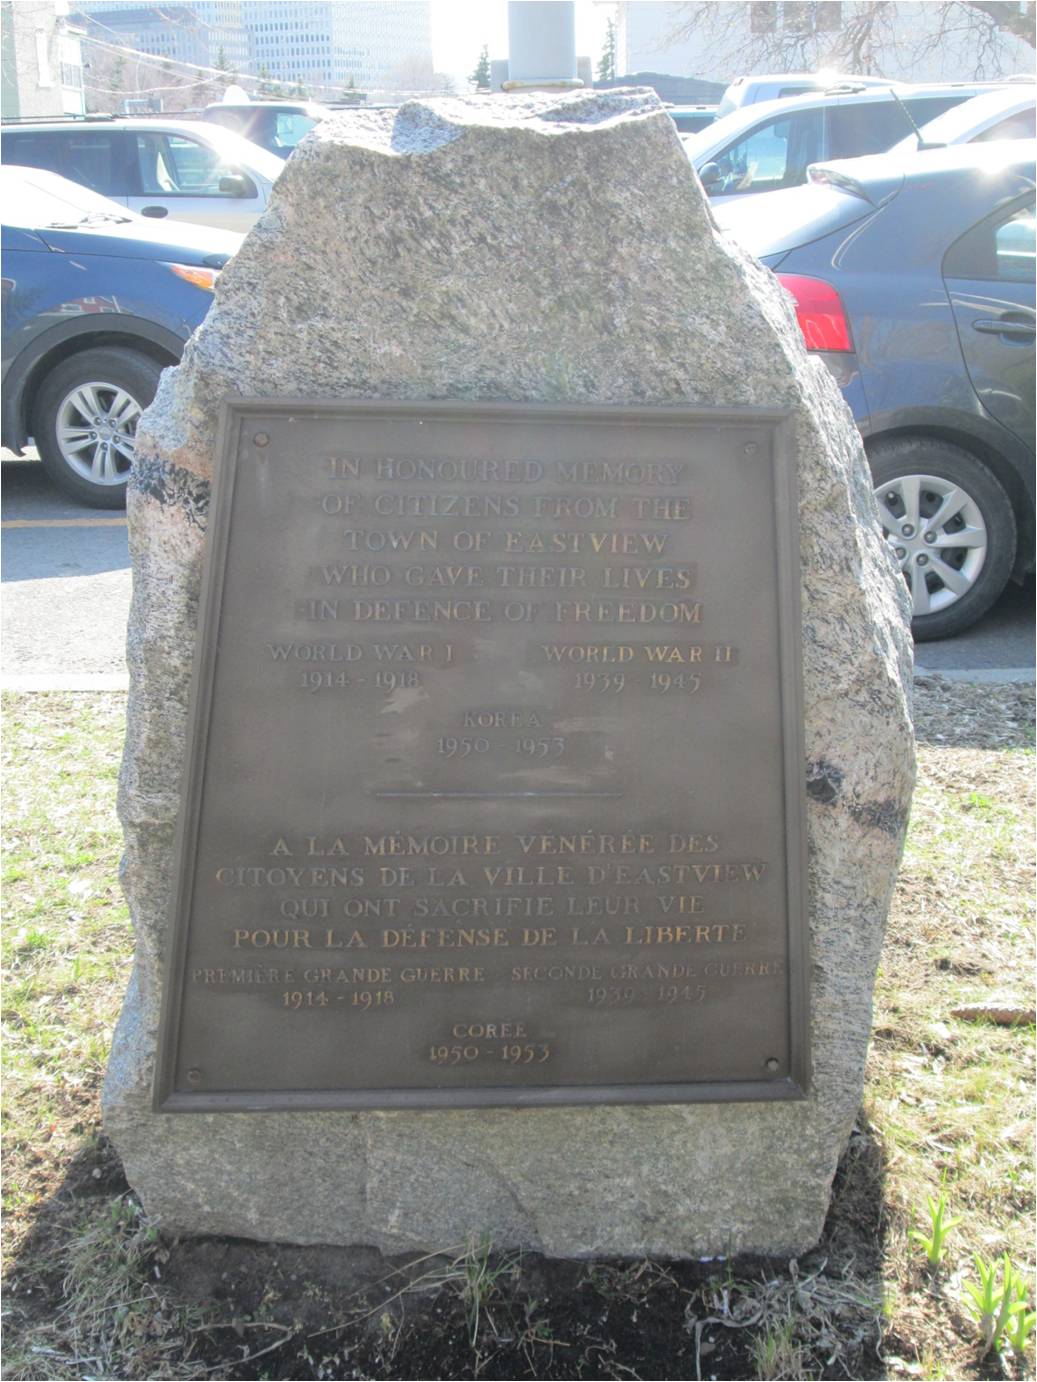 IN HONOURED MEMORY
OF CITIZENS FROM THE
TOWN OF EASTVIEW
WHO GAVE THEIR LIVES
IN DEFENCE OF FREEDOM
WORLD WAR I WORLD WAR II
1914 - 1918 1939 - 1945
KOREA
1950 - 1953
A LA MÉMOIRE VÉNÉRÉE DES
CITOYENS DE LA VILLE D'EASTVIEW
QUI ONT SACRIFIE LEUR VIE
POUR LA DÉFENSE DE LA LIBERTE
PREMIÈRE GRANDE GUERRE SECONDE GRANDE GUERRE
1914 - 1918 1939 - 1945
CORÉE
1950 - 1953